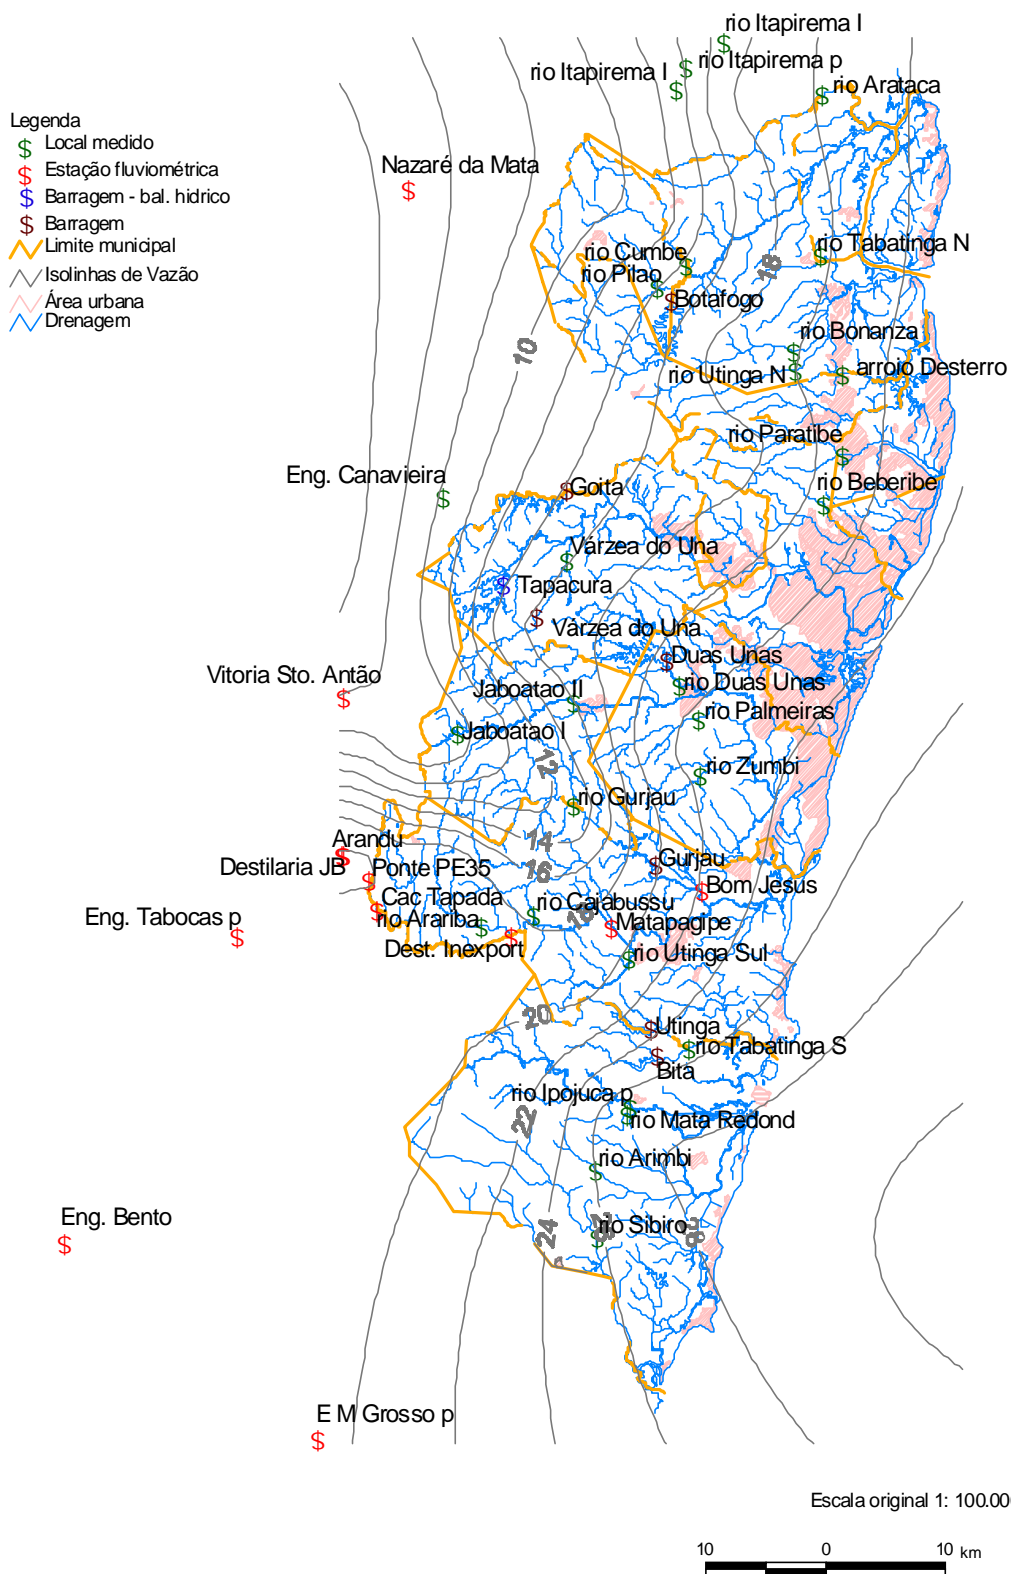 rio Itapirema I
rio Itapirema p
rio Itapirema I
rio Arataca
Legenda
$ Local medido
$ Estação fluviométrica
$ Barragem - bal. hidrico
$ Barragem
Limite municipal
Isolinhas de Vazão
Área urbana
Drenagem
Nazaré da Mata
rio Cumbe
rio Tabatinga N
18
rio Pilao
Botafogo
rio Bonanza
10
rio Utinga N
arroio Desterro
rio Paratibe
Eng. Canavieira
Goita
rio Beberibe
Várzea do Una
Tapacura
Várzea do Una
Duas Unas
Vitoria Sto. Antão
Jaboatao II
rio Duas Unas
rio Palmeiras
Jaboatao I
12
rio Zumbi
rio Gurjau
Arandu
14
Destilaria JB
Ponte PE35
16
Gurjau
Cac Tapada
Bom Jesus
Eng. Tabocas p
rio Arariba
rio Cajabussu
18
Matapagipe
Dest. Inexport
rio Utinga Sul
20
Utinga
rio Tabatinga S
Bita
rio Ipojuca p
22
rio Mata Redond
rio Arimbi
Eng. Bento
24
rio Sibiro
E M Grosso p
Escala original 1: 100.00
10 0 10 km